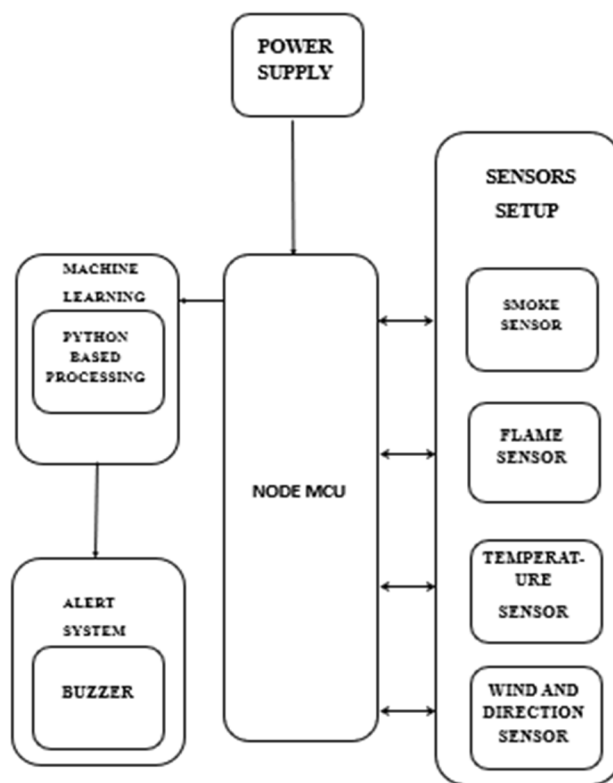 POWER
SUPPLY
SENSORS
SETUP
MACHINE
LEARNING
PYTHON
BASED
PROCESSING
SMOKE
SENSOR
FLAME
SENSOR
NODE MCU
TEMPERAT-
URE
SENSOR
ALERT
SYSTEM
BUZZER
WIND AND
DIRECTION
SENSOR